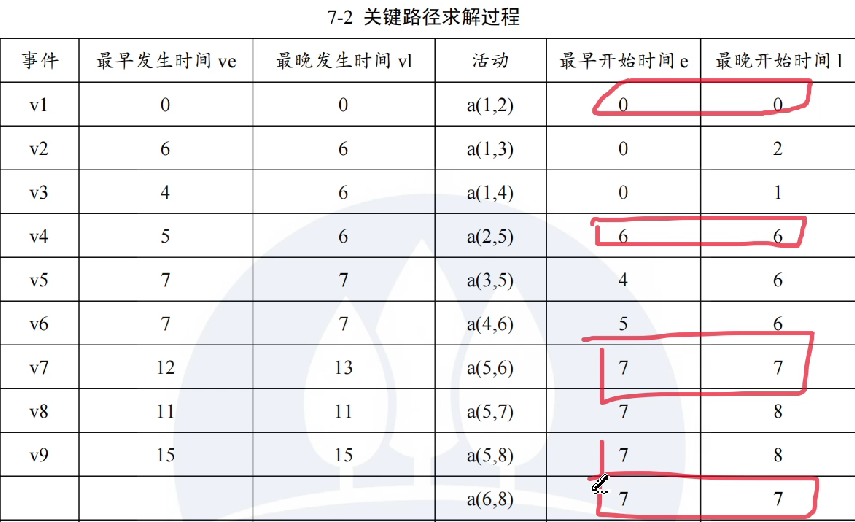 7-2 关键路径求解过程
事件 最早发生时间 ve 最晚发生时间 vl 活动 最早开始时间 e 最晚开始时间 l
v1 0 0 a(1,2) 0 0
v2 6 6 a(1,3) 0 2
v3 4 6 a(1,4) 0 1
v4 5 6 a(2,5) 6 6
v5 7 7 a(3,5) 4 6
v6 7 7 a(4,6) 5 6
v7 12 13 a(5,6) 7 7
v8 11 11 a(5,7) 7 8
v9 15 15 a(5,8) 7 8
a(6,8) 7 7